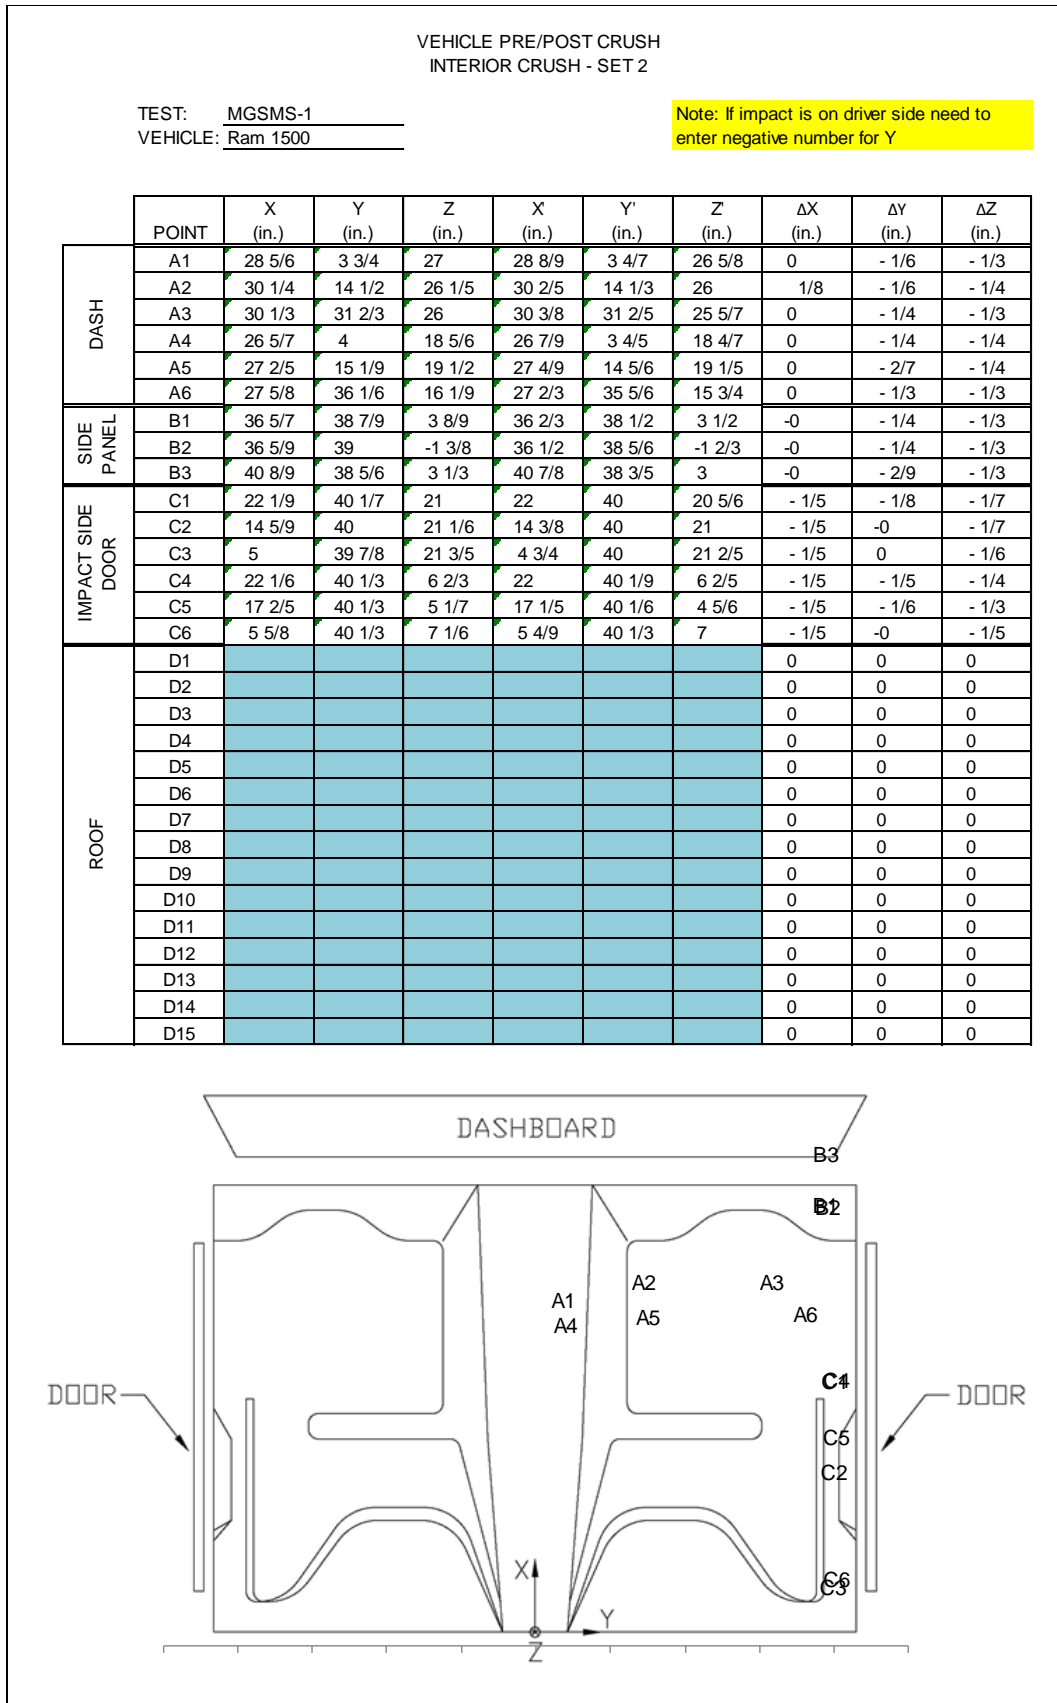 VEHICLE PRE/POST CRUSH
INTERIOR CRUSH - SET 2
TEST: MGSMS-1
VEHICLE: Ram 1500
Note: If impact is on driver side need to
enter negative number for Y
X Y Z X' Y' Z' ΔX ΔY ΔZ
POINT (in.) (in.) (in.) (in.) (in.) (in.) (in.) (in.) (in.)
DASH
A1 28 5/6 3 3/4 27 28 8/9 3 4/7 26 5/8 0 - 1/6 - 1/3
A2 30 1/4 14 1/2 26 1/5 30 2/5 14 1/3 26 1/8 - 1/6 - 1/4
A3 30 1/3 31 2/3 26 30 3/8 31 2/5 25 5/7 0 - 1/4 - 1/3
A4 26 5/7 4 18 5/6 26 7/9 3 4/5 18 4/7 0 - 1/4 - 1/4
A5 27 2/5 15 1/9 19 1/2 27 4/9 14 5/6 19 1/5 0 - 2/7 - 1/4
A6 27 5/8 36 1/6 16 1/9 27 2/3 35 5/6 15 3/4 0 - 1/3 - 1/3
SIDE
PANEL
B1 36 5/7 38 7/9 3 8/9 36 2/3 38 1/2 3 1/2 -0 - 1/4 - 1/3
B2 36 5/9 39 -1 3/8 36 1/2 38 5/6 -1 2/3 -0 - 1/4 - 1/3
B3 40 8/9 38 5/6 3 1/3 40 7/8 38 3/5 3 -0 - 2/9 - 1/3
IMPACT SIDE
DOOR
C1 22 1/9 40 1/7 21 22 40 20 5/6 - 1/5 - 1/8 - 1/7
C2 14 5/9 40 21 1/6 14 3/8 40 21 - 1/5 -0 - 1/7
C3 5 39 7/8 21 3/5 4 3/4 40 21 2/5 - 1/5 0 - 1/6
C4 22 1/6 40 1/3 6 2/3 22 40 1/9 6 2/5 - 1/5 - 1/5 - 1/4
C5 17 2/5 40 1/3 5 1/7 17 1/5 40 1/6 4 5/6 - 1/5 - 1/6 - 1/3
C6 5 5/8 40 1/3 7 1/6 5 4/9 40 1/3 7 - 1/5 -0 - 1/5
ROOF
D1 0 0 0
D2 0 0 0
D3 0 0 0
D4 0 0 0
D5 0 0 0
D6 0 0 0
D7 0 0 0
D8 0 0 0
D9 0 0 0
D10 0 0 0
D11 0 0 0
D12 0 0 0
D13 0 0 0
D14 0 0 0
D15 0 0 0
DASHBOARD
B3
B1 B2
A2 A3
A1
A5 A6
A4
C1 C4
DOOR DOOR
C5
C2
X
C6
C3
Y
Z